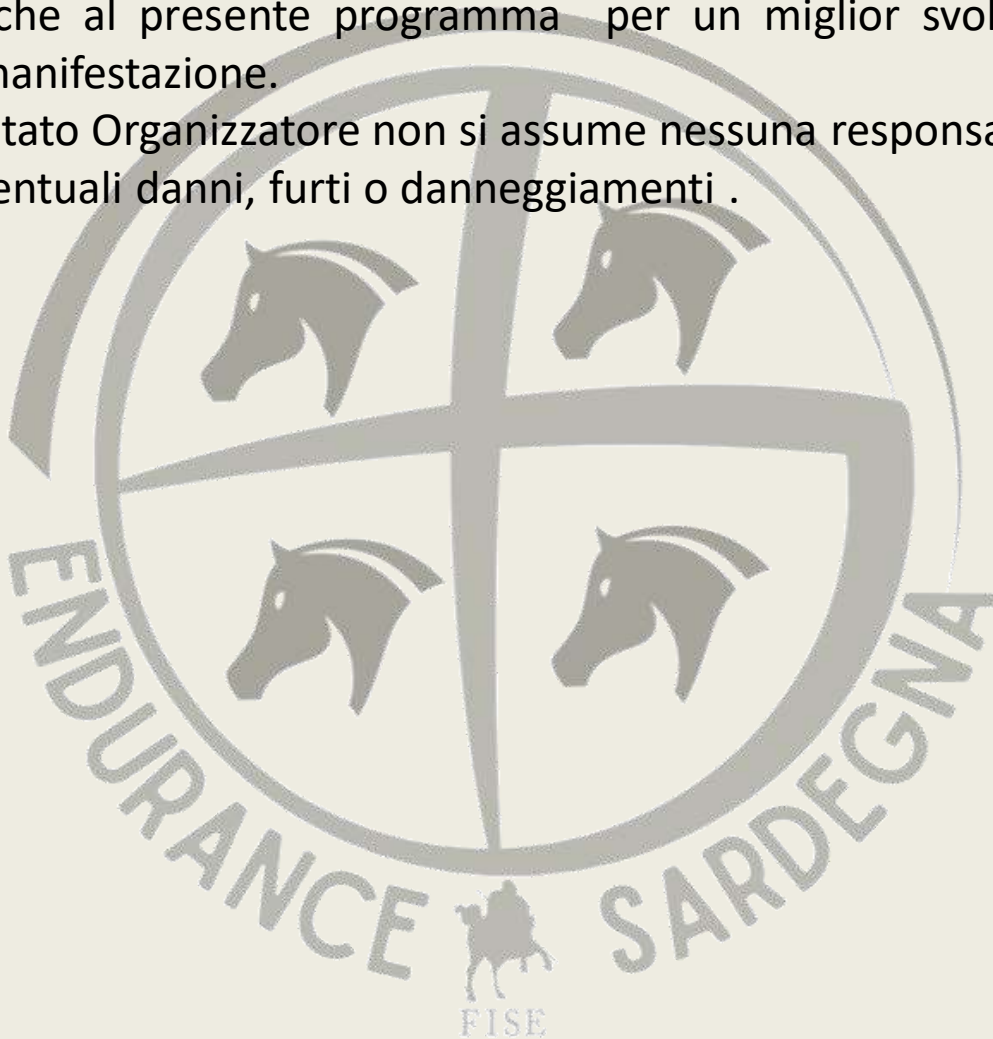 che al presente programma per un miglior svol
manifestazione.
tato Organizzatore non si assume nessuna responsa
entuali danni, furti o danneggiamenti .
ENDURANCE SARDEGNA
FISE